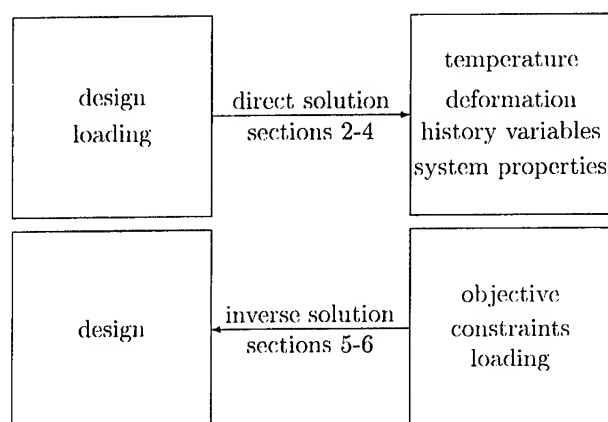 design
loading
direct solution
sections 2-4
temperature
deformation
history variables
system properties
design
inverse solution
sections 5-6
objective
constraints
loading